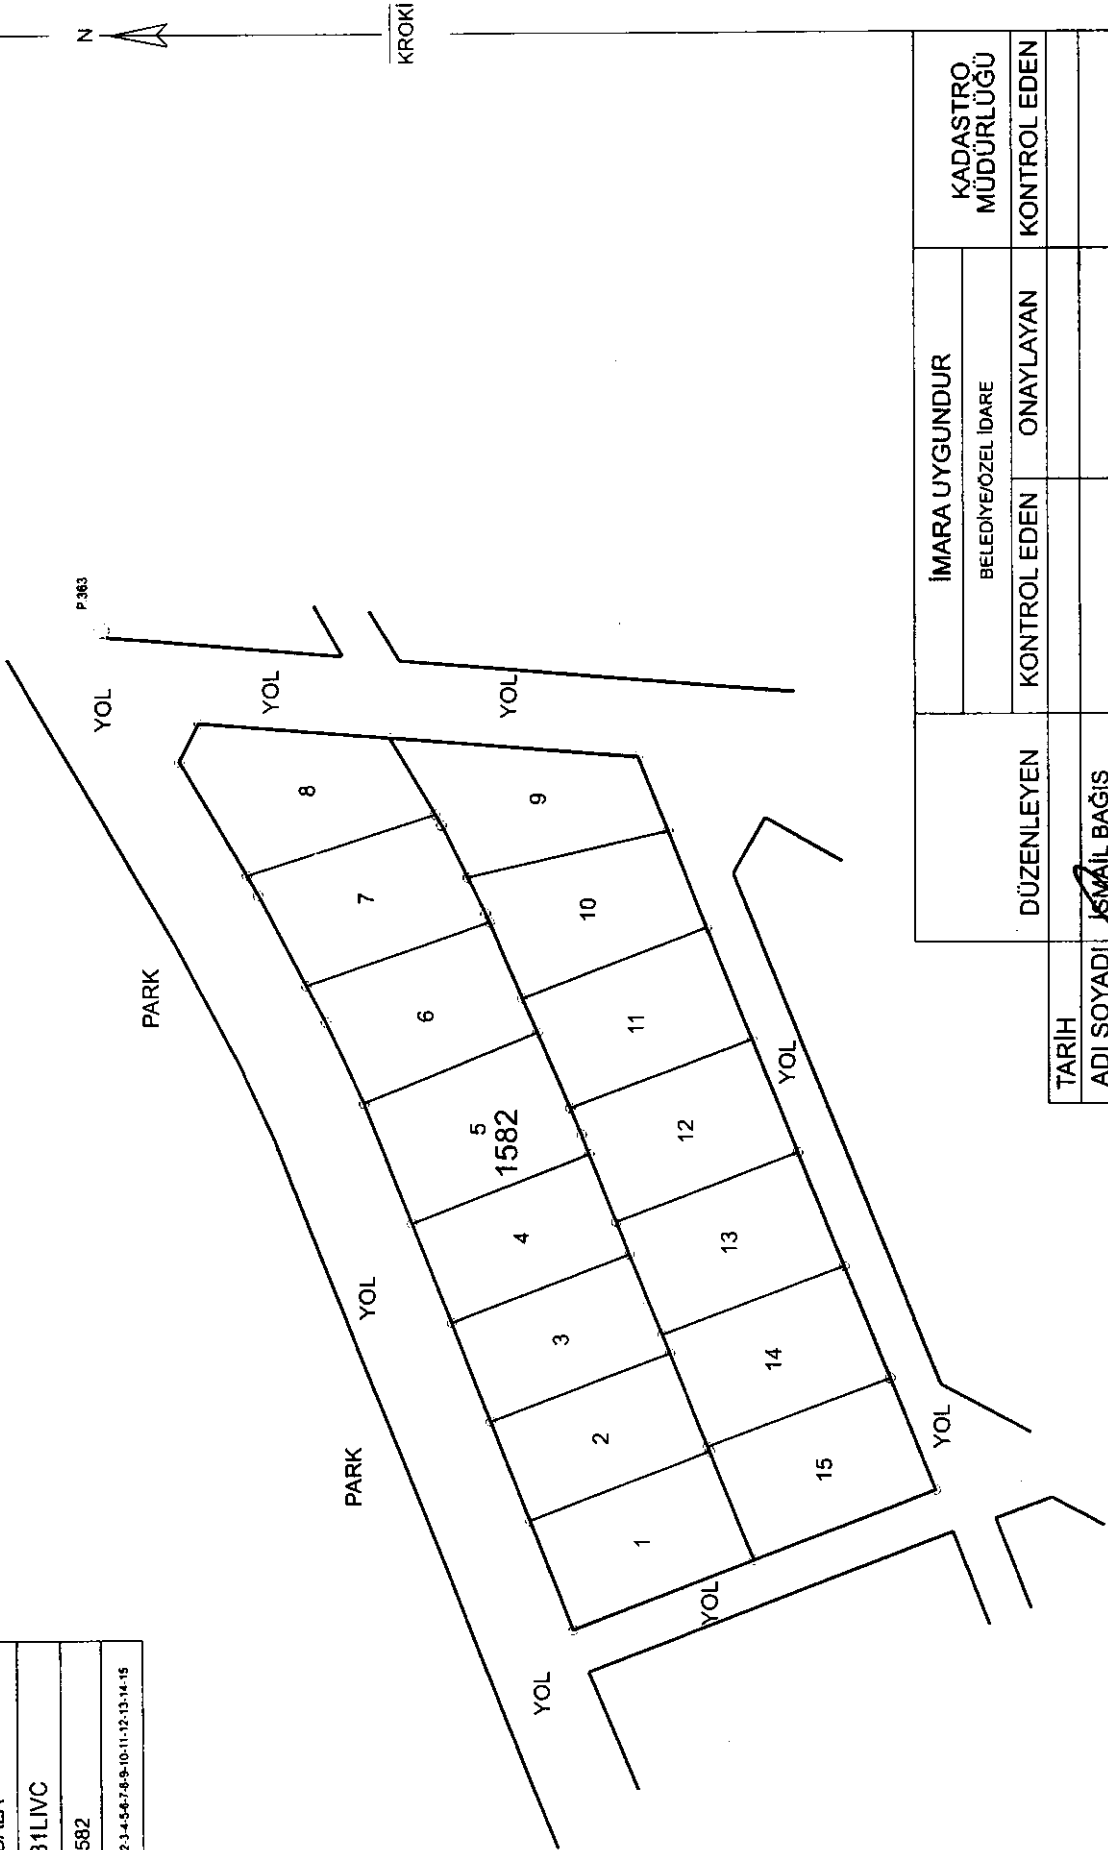 31LIVC
582
2-3-4-5-6-7-8-9-10-11-12-13-14-15
N
KROKİ
P.363
YOL
YOL
YOL
PARK
PARK
YOL
YOL
YOL
YOL
YOL
1
2
3
4
5
1582
6
7
8
9
10
11
12
13
14
15
DÜZENLEYEN
İMARA UYGUNDUR
BELEDİYE/ÖZEL İDARE
KONTROL EDEN
ONAYLAYAN
KADASTRO
MÜDÜRLÜĞÜ
KONTROL EDEN
TARİH
ADI SOYADI
İSMAİL BAĞIŞ